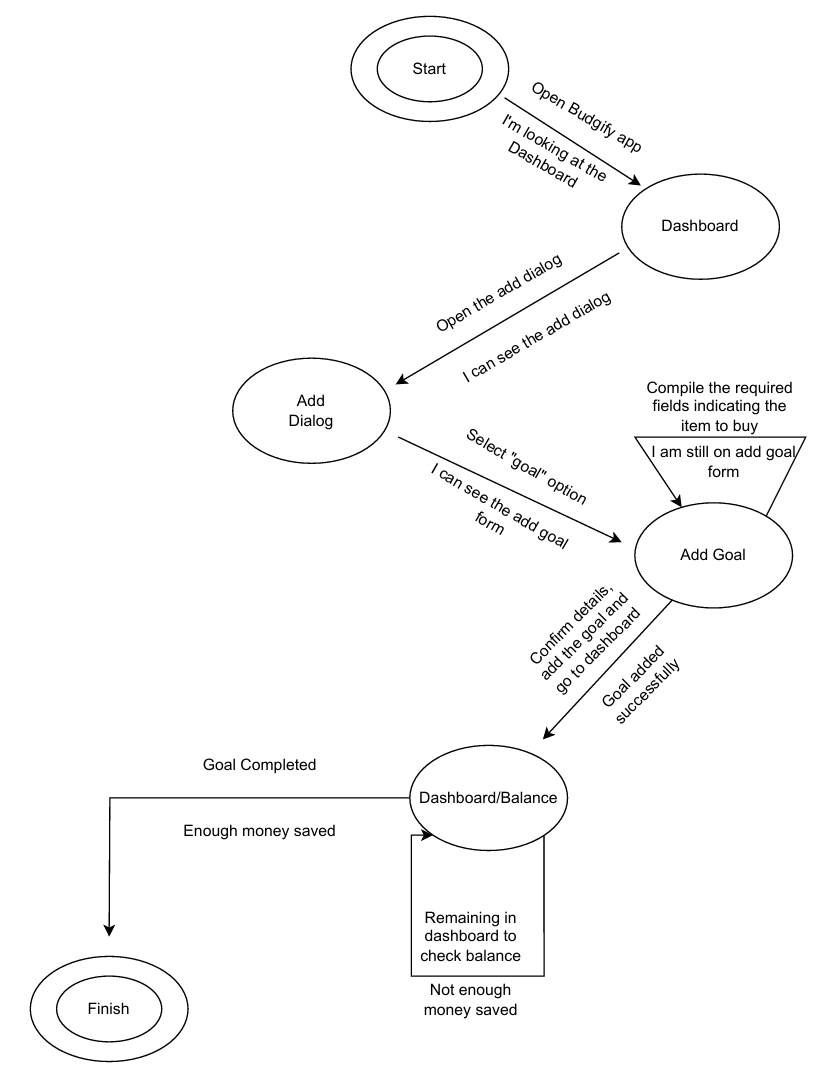 Start
Open Budgify app
I'm looking at the
Dashboard
Dashboard
Open the add dialog
I can see the add dialog
Add
Dialog
Compile the required
fields indicating the
item to buy
I am still on add goal
form
Select "goal" option
I can see the add goal
form
Add Goal
Confirm details,
add the goal and
go to dashboard
Goal added
successfully
Goal Completed
Dashboard/Balance
Enough money saved
Remaining in
dashboard to
check balance
Not enough
money saved
Finish